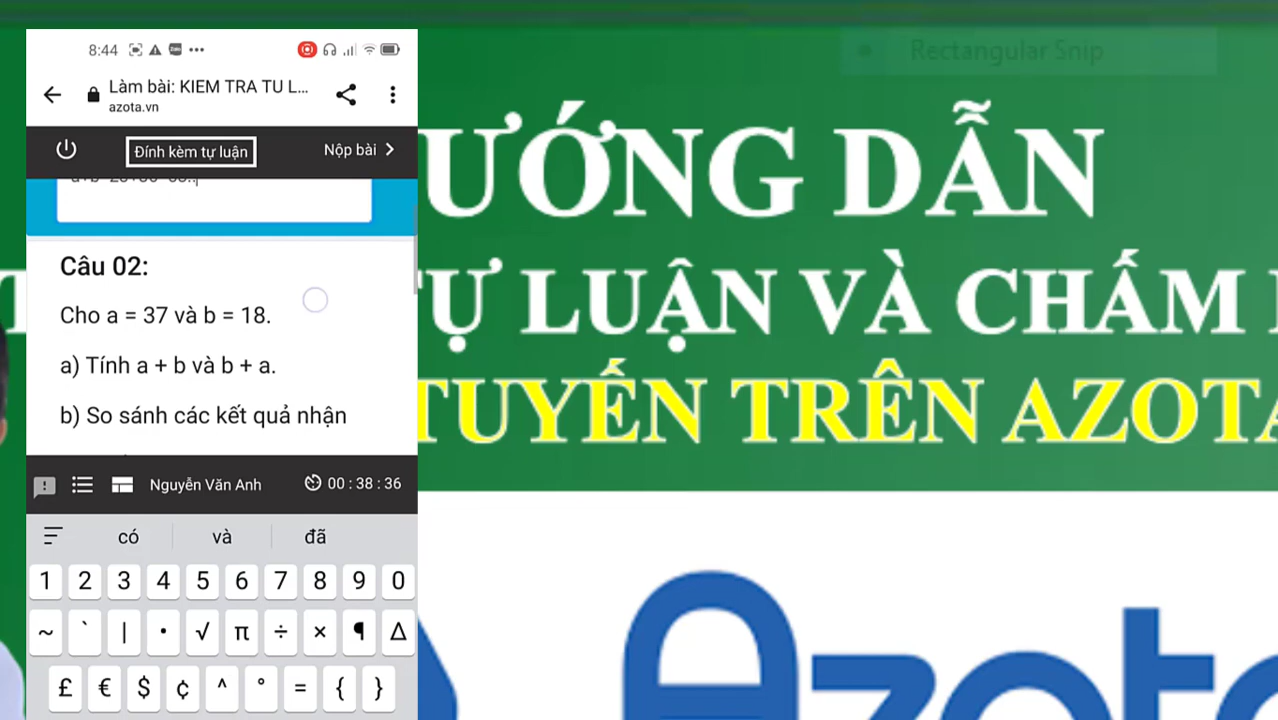 8:44
Làm bài: KIEM TRA TU L...
azota.vn
Đính kèm tự luận
Nộp bài
Câu 02:
Cho a = 37 và b = 18.
a) Tính a + b và b + a.
b) So sánh các kết quả nhận
Nguyễn Văn Anh
00 : 38 : 36
có và đã
1 2 3 4 5 6 7 8 9 0
~ ` | • √ π ÷ × ¶ Δ
£ € $ ¢ ^ ° = { }
Rectangular Snip
ƯỚNG DẪN
TỰ LUẬN VÀ CHẤM
TUYẾN TRÊN AZOTA
Azota